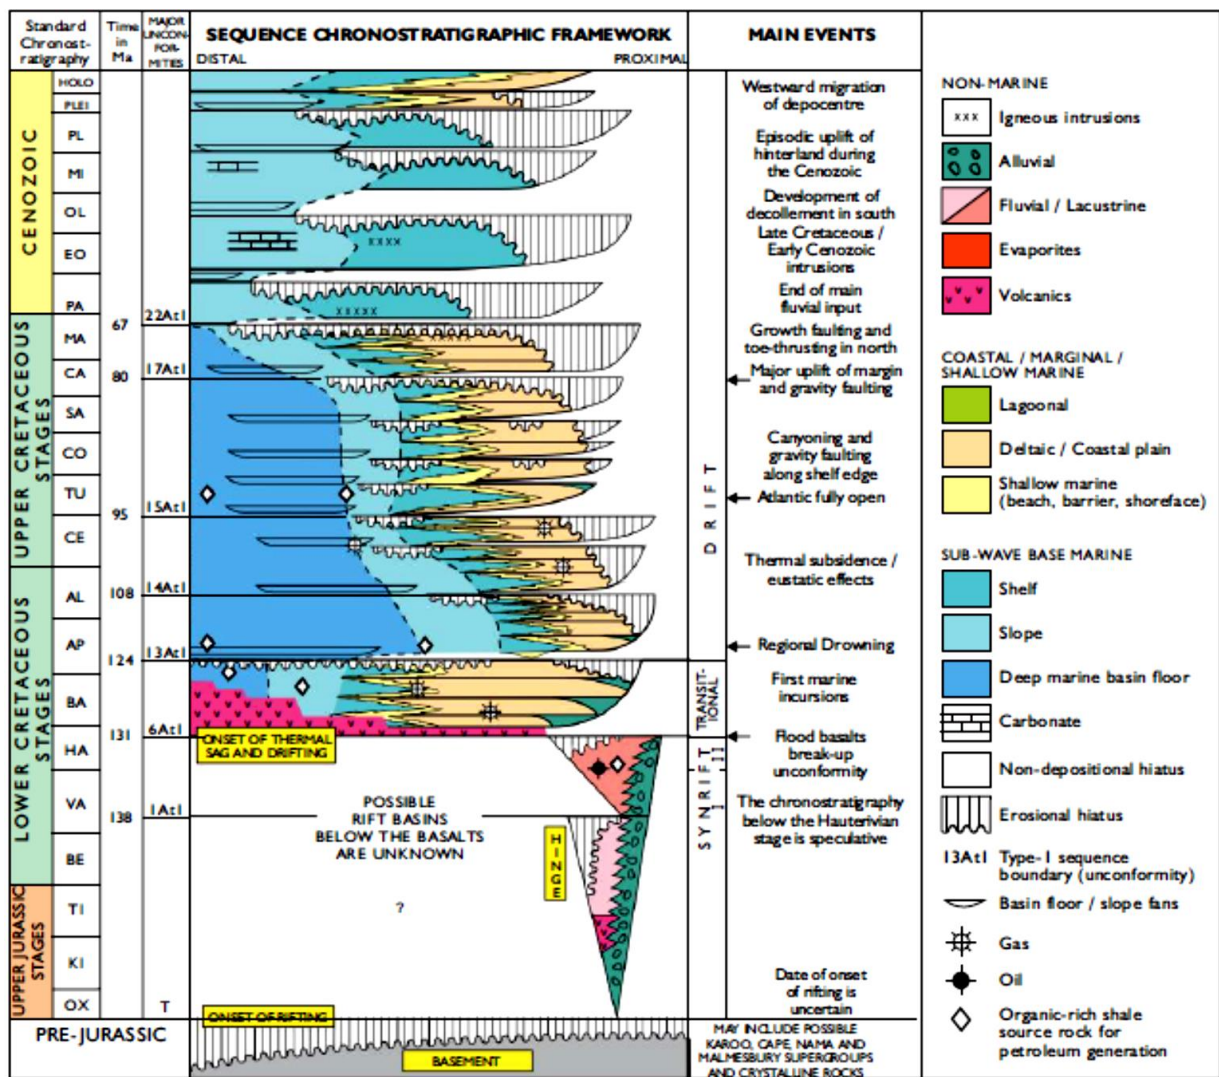 Standard
Chronost-
ratigraphy
Time
in
Ma
MAJOR
UNCON-
FOR-
MITIES
SEQUENCE CHRONOSTRATIGRAPHIC FRAMEWORK
DISTAL
PROXIMAL
MAIN EVENTS
CENOZOIC
HOLO
PLEI
PL
MI
OL
EO
PA
UPPER CRETACEOUS
STAGES
MA
CA
SA
CO
TU
CE
LOWER CRETACEOUS
STAGES
AL
AP
BA
HA
VA
BE
UPPER JURASSIC
STAGES
TI
KI
OX
PRE-JURASSIC
67
80
95
108
124
131
138
22At1
17At1
15At1
14At1
13At1
6At1
1At1
T
xxxx
xxxxx
xxxxx
ONSET OF THERMAL
SAG AND DRIFTING
POSSIBLE
RIFT BASINS
BELOW THE BASALTS
ARE UNKNOWN
?
HINGE
ONSET OF RIFTING
BASEMENT
DRIFT
TRANSIT-
IONAL
SYNRIFT
II
I
Westward migration
of depocentre
Episodic uplift of
hinterland during
the Cenozoic
Development of
decollement in south
Late Cretaceous /
Early Cenozoic
intrusions
End of main
fluvial input
Growth faulting and
toe-thrusting in north
Major uplift of margin
and gravity faulting
Canyoning and
gravity faulting
along shelf edge
Atlantic fully open
Thermal subsidence /
eustatic effects
Regional Drowning
First marine
incursions
Flood basalts
break-up
unconformity
The chronostratigraphy
below the Hauterivian
stage is speculative
Date of onset
of rifting is
uncertain
MAY INCLUDE POSSIBLE
KAROO, CAPE, NAMA AND
MALMESBURY SUPERGROUPS
AND CRYSTALLINE ROCKS
NON-MARINE
xxx
Igneous intrusions
Alluvial
Fluvial / Lacustrine
Evaporites
Volcanics
COASTAL / MARGINAL /
SHALLOW MARINE
Lagoonal
Deltaic / Coastal plain
Shallow marine
(beach, barrier, shoreface)
SUB-WAVE BASE MARINE
Shelf
Slope
Deep marine basin floor
Carbonate
Non-depositional hiatus
Erosional hiatus
13At1 Type-1 sequence
boundary (unconformity)
Basin floor / slope fans
Gas
Oil
Organic-rich shale
source rock for
petroleum generation